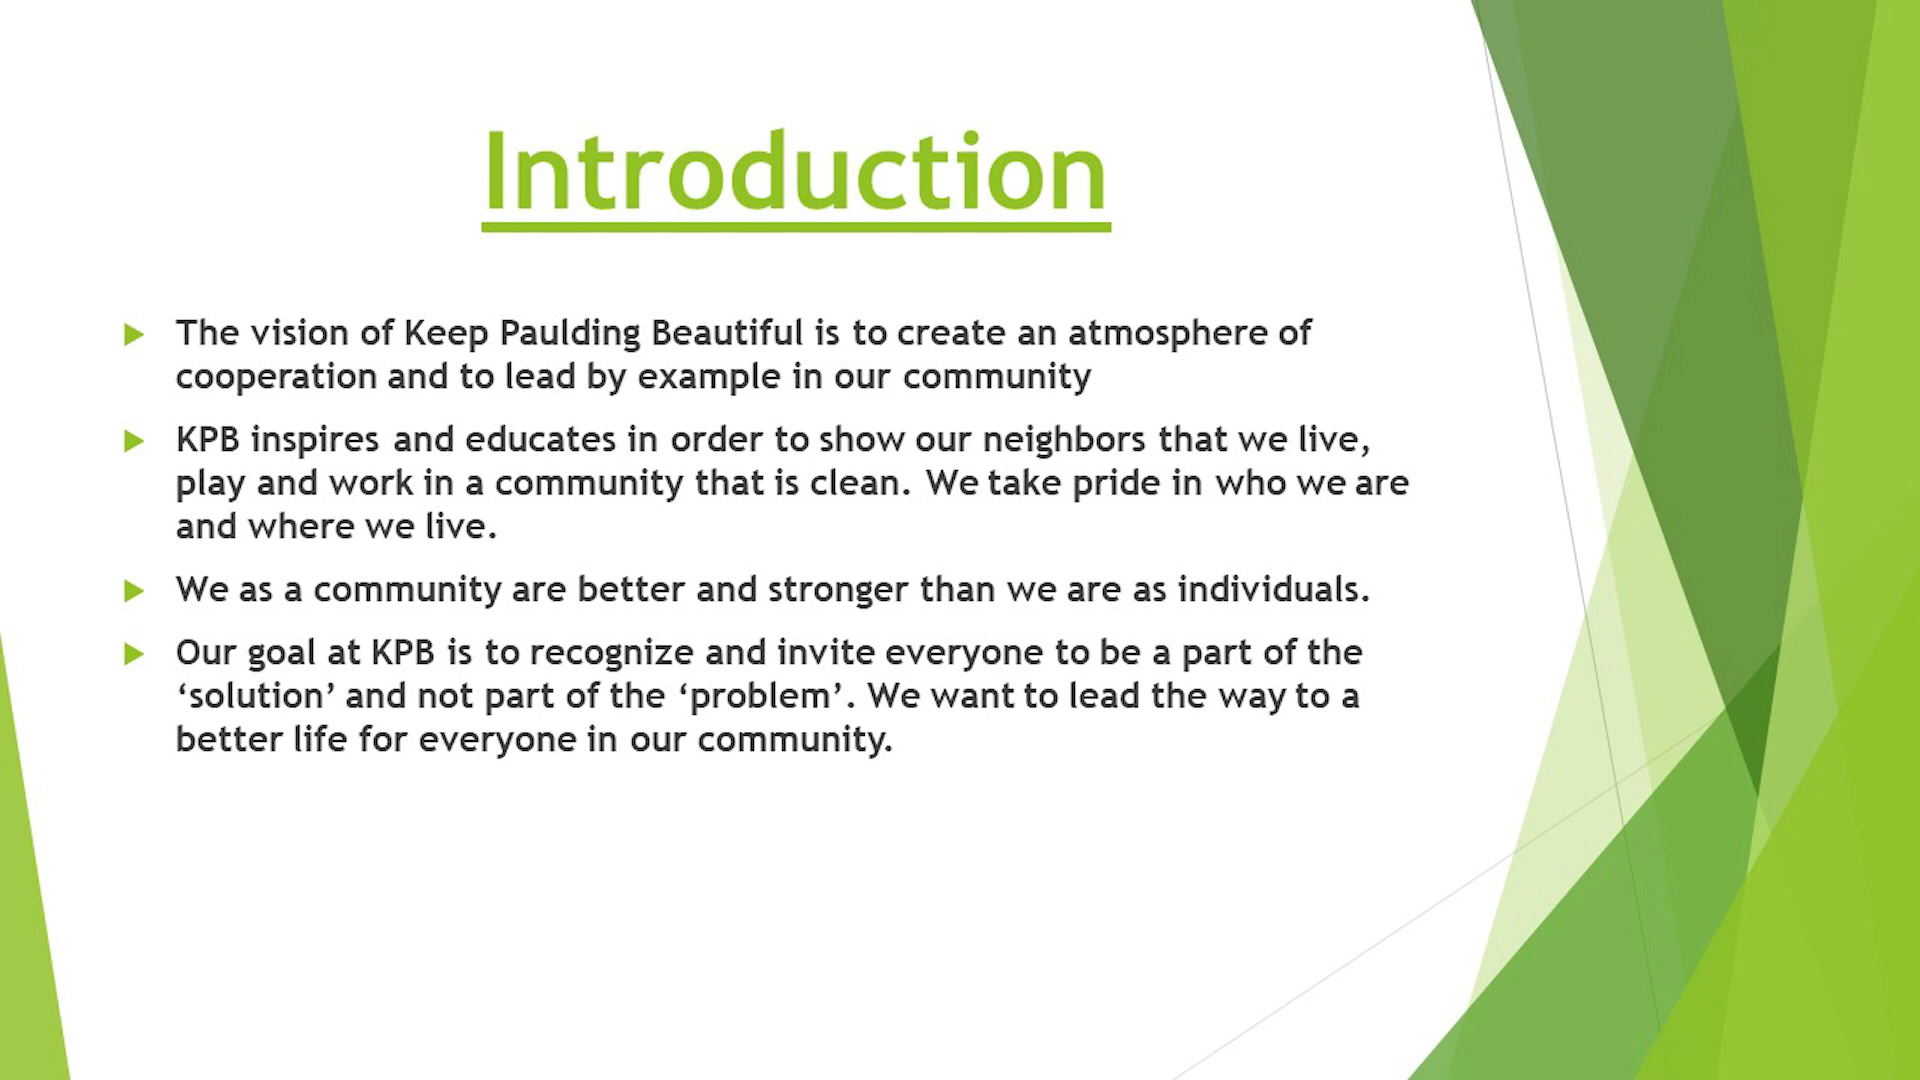 Introduction
The vision of Keep Paulding Beautiful is to create an atmosphere of
cooperation and to lead by example in our community
KPB inspires and educates in order to show our neighbors that we live,
play and work in a community that is clean. We take pride in who we are
and where we live.
We as a community are better and stronger than we are as individuals.
Our goal at KPB is to recognize and invite everyone to be a part of the
‘solution’ and not part of the ‘problem’. We want to lead the way to a
better life for everyone in our community.